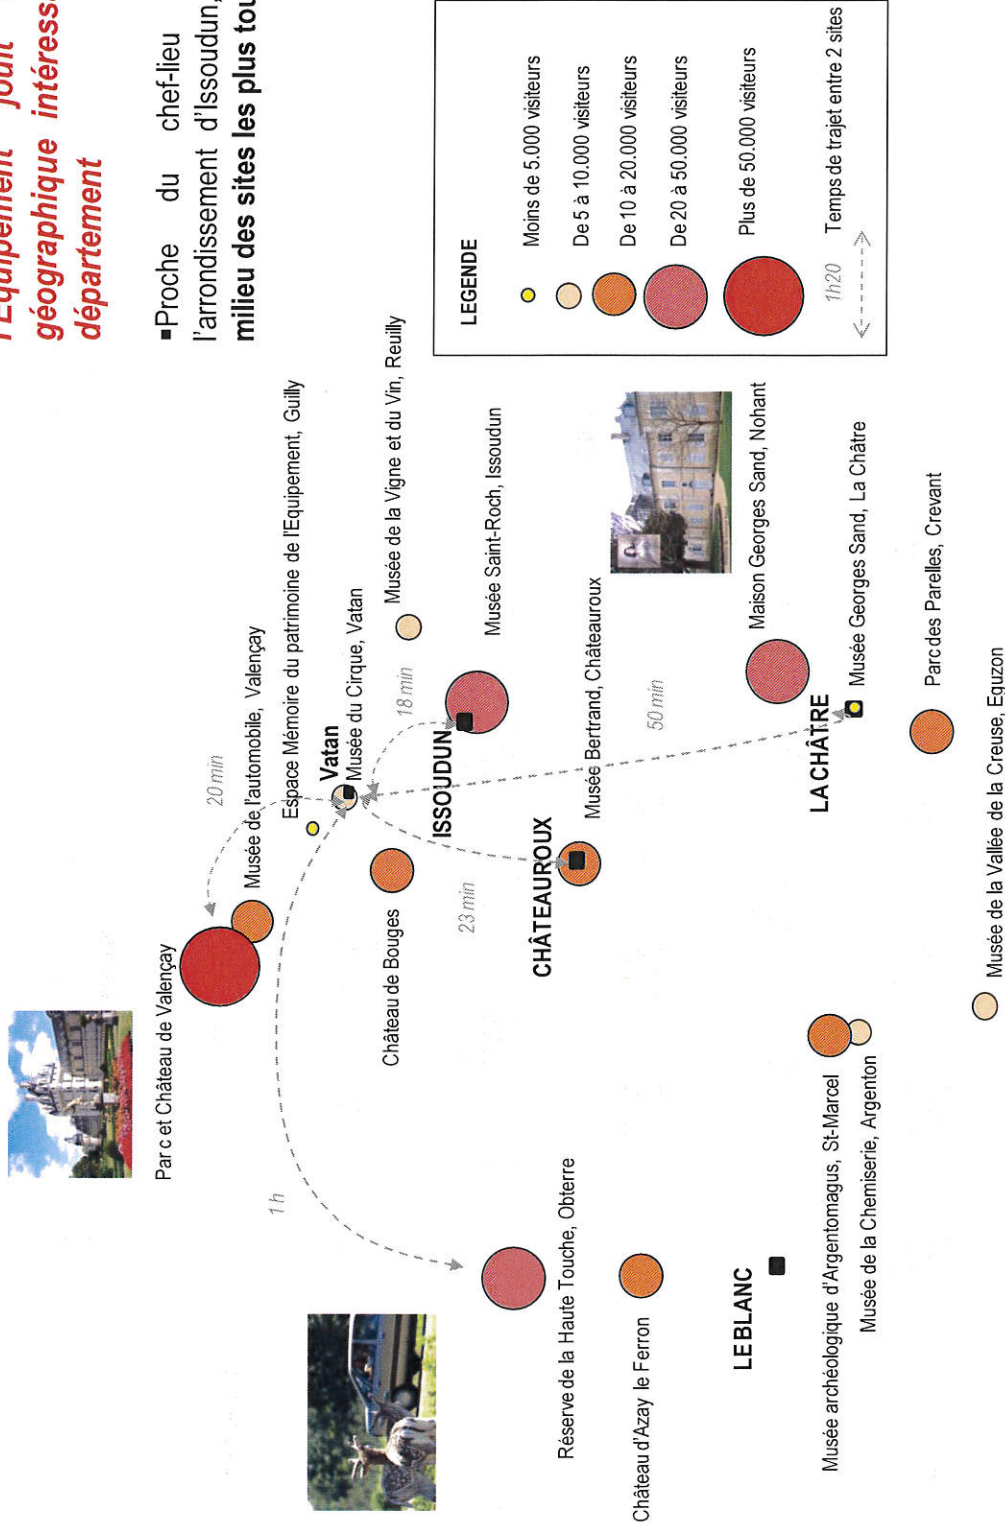 l'Equipement jouit
géographique intéress
département
▪Proche du chef-lieu
l'arrondissement d'Issoudun,
milieu des sites les plus tou
Parc et Château de Valençay
20 min
Musée de l'automobile, Valençay
Espace Mémoire du patrimoine de l'Equipement, Guilly
Vatan
Musée du Cirque, Vatan
Musée de la Vigne et du Vin, Reuilly
18 min
1 h
Château de Bouges
ISSOUDUN
Musée Saint-Roch, Issoudun
23 min
CHÂTEAUROUX
Musée Bertrand, Châteauroux
50 min
Réserve de la Haute Touche, Obterre
Château d'Azay le Ferron
Maison Georges Sand, Nohant
LE BLANC
LA CHÂTRE
Musée Georges Sand, La Châtre
Musée archéologique d'Argentomagus, St-Marcel
Musée de la Chemiserie, Argenton
Parc des Parelles, Crevant
Musée de la Vallée de la Creuse, Eguzon
LEGENDE
Moins de 5.000 visiteurs
De 5 à 10.000 visiteurs
De 10 à 20.000 visiteurs
De 20 à 50.000 visiteurs
Plus de 50.000 visiteurs
1h20
Temps de trajet entre 2 sites